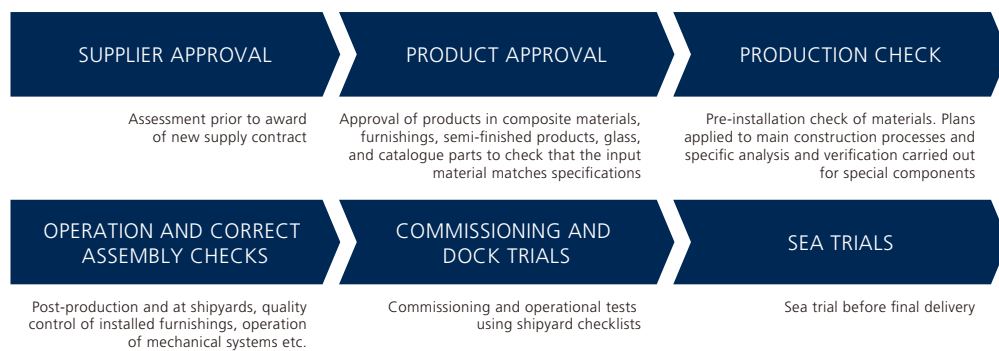 SUPPLIER APPROVAL
PRODUCT APPROVAL
PRODUCTION CHECK
Assessment prior to award
of new supply contract
Approval of products in composite materials,
furnishings, semi-finished products, glass,
and catalogue parts to check that the input
material matches specifications
Pre-installation check of materials. Plans
applied to main construction processes and
specific analysis and verification carried out
for special components
OPERATION AND CORRECT
ASSEMBLY CHECKS
COMMISSIONING AND
DOCK TRIALS
SEA TRIALS
Post-production and at shipyards, quality
control of installed furnishings, operation
of mechanical systems etc.
Commissioning and operational tests
using shipyard checklists
Sea trial before final delivery